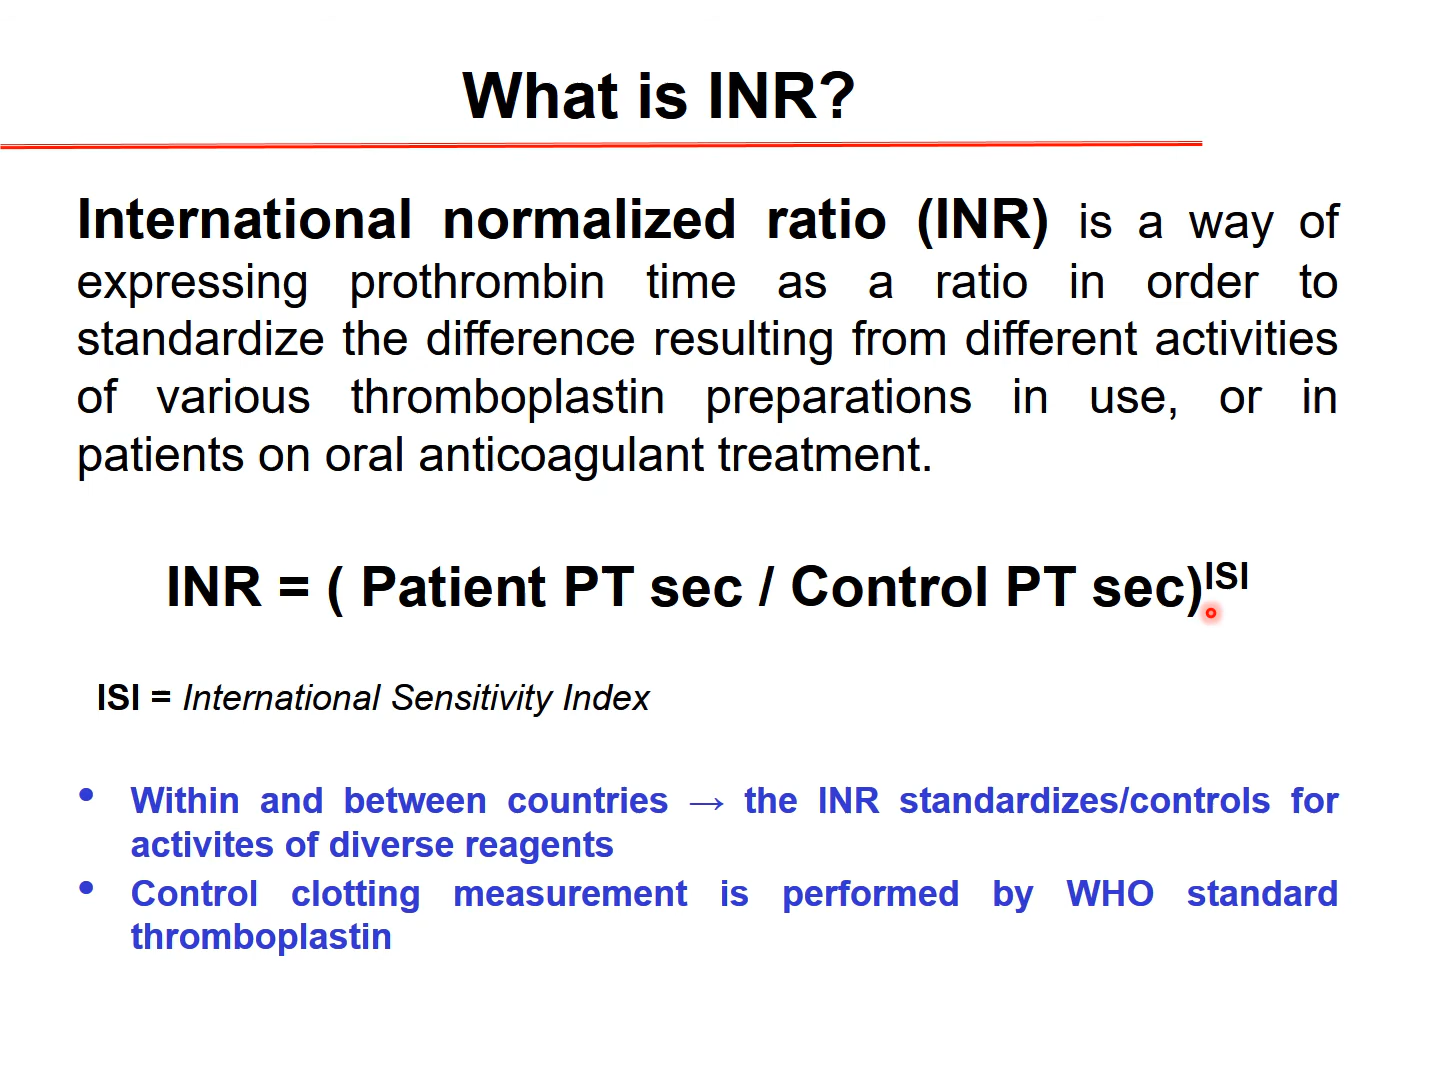 What is INR?
International normalized ratio (INR) is a way of
expressing prothrombin time as a ratio in order to
standardize the difference resulting from different activities
of various thromboplastin preparations in use, or in
patients on oral anticoagulant treatment.
INR = ( Patient PT sec / Control PT sec)ᴵˢᴵ
ISI = International Sensitivity Index
• Within and between countries → the INR standardizes/controls for
activites of diverse reagents
• Control clotting measurement is performed by WHO standard
thromboplastin